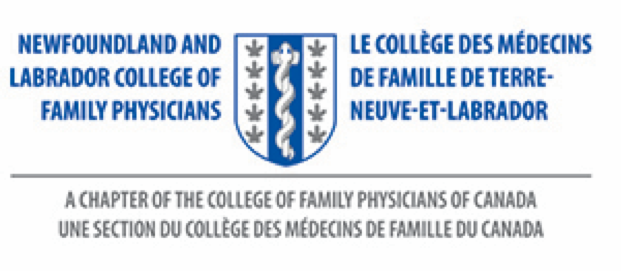 NEWFOUNDLAND AND
LABRADOR COLLEGE OF
FAMILY PHYSICIANS
LE COLLÈGE DES MÉDECINS
DE FAMILLE DE TERRE-
NEUVE-ET-LABRADOR
A CHAPTER OF THE COLLEGE OF FAMILY PHYSICIANS OF CANADA
UNE SECTION DU COLLÈGE DES MÉDECINS DE FAMILLE DU CANADA